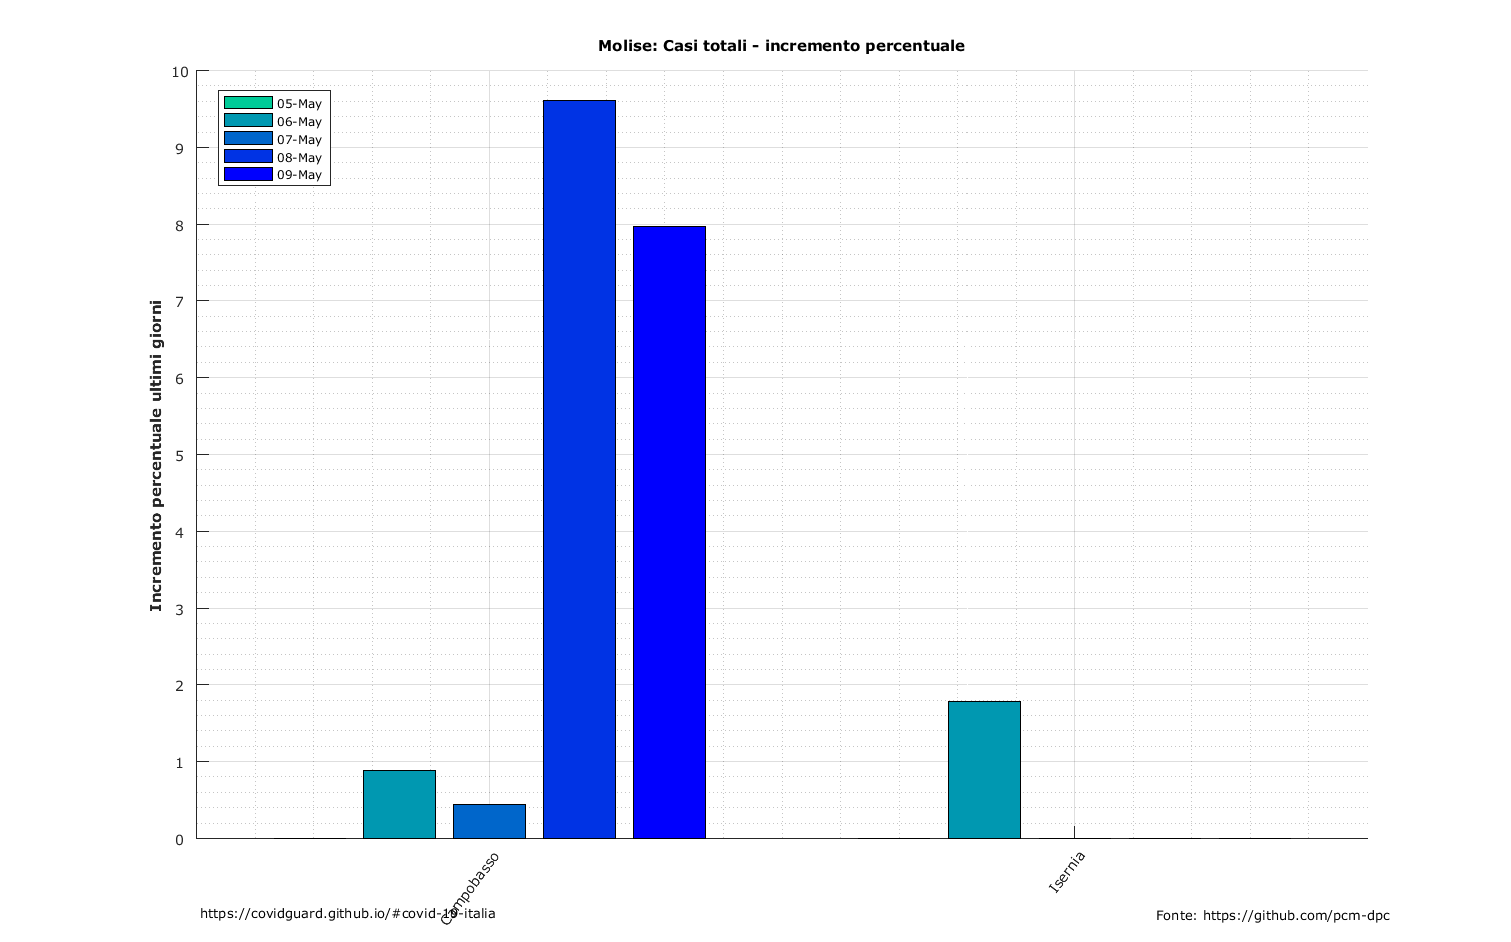 Molise: Casi totali - incremento percentuale
10
9
8
7
6
5
4
3
2
1
0
Incremento percentuale ultimi giorni
05-May
06-May
07-May
08-May
09-May
Campobasso
Isernia
https://covidguard.github.io/#covid-19-italia
Fonte: https://github.com/pcm-dpc